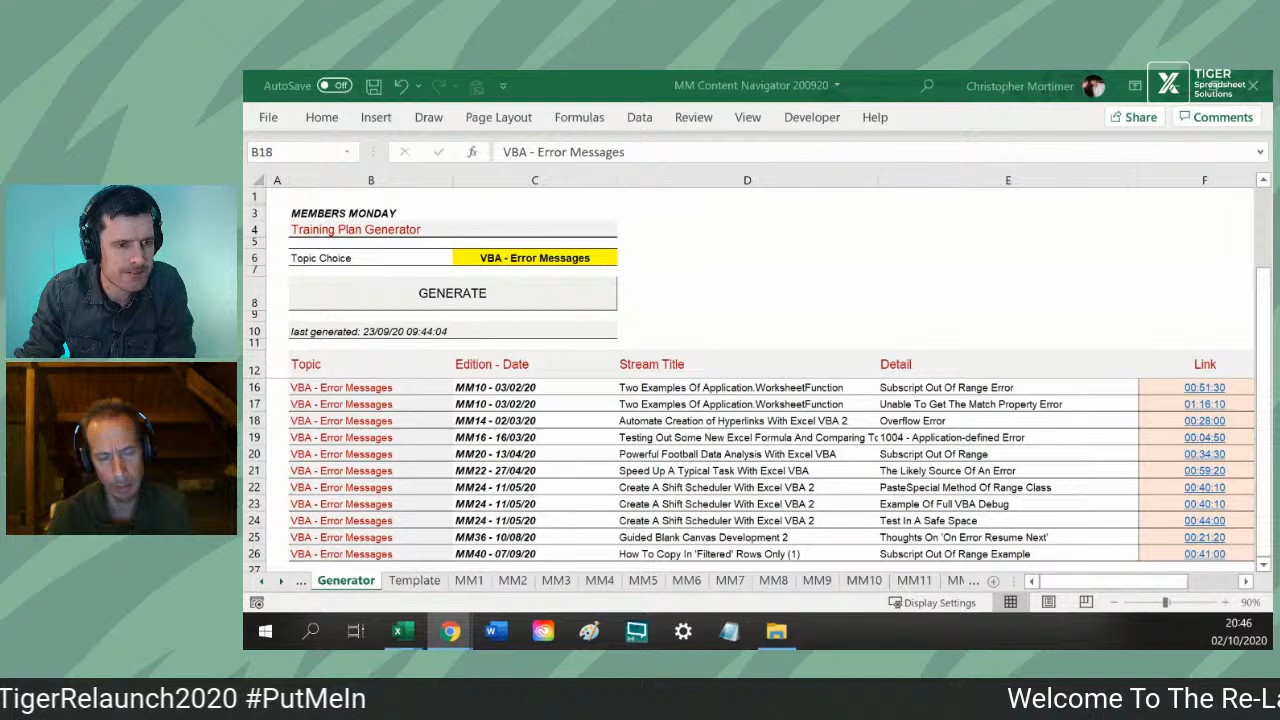 AutoSave Off
MM Content Navigator 200920
Christopher Mortimer
TIGER
Spreadsheet
Solutions
File Home Insert Draw Page Layout Formulas Data Review View Developer Help
Share Comments
B18 fx VBA - Error Messages
A B C D E F
1
3 MEMBERS MONDAY
4 Training Plan Generator
5
6 Topic Choice VBA - Error Messages
7
8 GENERATE
9
10 last generated: 23/09/20 09:44:04
11
12 Topic Edition - Date Stream Title Detail Link
16 VBA - Error Messages MM10 - 03/02/20 Two Examples Of Application.WorksheetFunction Subscript Out Of Range Error 00:51:30
17 VBA - Error Messages MM10 - 03/02/20 Two Examples Of Application.WorksheetFunction Unable To Get The Match Property Error 01:16:10
18 VBA - Error Messages MM14 - 02/03/20 Automate Creation of Hyperlinks With Excel VBA 2 Overflow Error 00:28:00
19 VBA - Error Messages MM16 - 16/03/20 Testing Out Some New Excel Formula And Comparing To 1004 - Application-defined Error 00:04:50
20 VBA - Error Messages MM20 - 13/04/20 Powerful Football Data Analysis With Excel VBA Subscript Out Of Range 00:34:30
21 VBA - Error Messages MM22 - 27/04/20 Speed Up A Typical Task With Excel VBA The Likely Source Of An Error 00:59:20
22 VBA - Error Messages MM24 - 11/05/20 Create A Shift Scheduler With Excel VBA 2 PasteSpecial Method Of Range Class 00:40:10
23 VBA - Error Messages MM24 - 11/05/20 Create A Shift Scheduler With Excel VBA 2 Example Of Full VBA Debug 00:40:10
24 VBA - Error Messages MM24 - 11/05/20 Create A Shift Scheduler With Excel VBA 2 Test In A Safe Space 00:44:00
25 VBA - Error Messages MM36 - 10/08/20 Guided Blank Canvas Development 2 Thoughts On 'On Error Resume Next' 00:21:20
26 VBA - Error Messages MM40 - 07/09/20 How To Copy In 'Filtered' Rows Only (1) Subscript Out Of Range Example 00:41:00
27
... Generator Template MM1 MM2 MM3 MM4 MM5 MM6 MM7 MM8 MM9 MM10 MM11 ...
Display Settings 90%
20:46
02/10/2020
TigerRelaunch2020 #PutMeIn Welcome To The Re-La